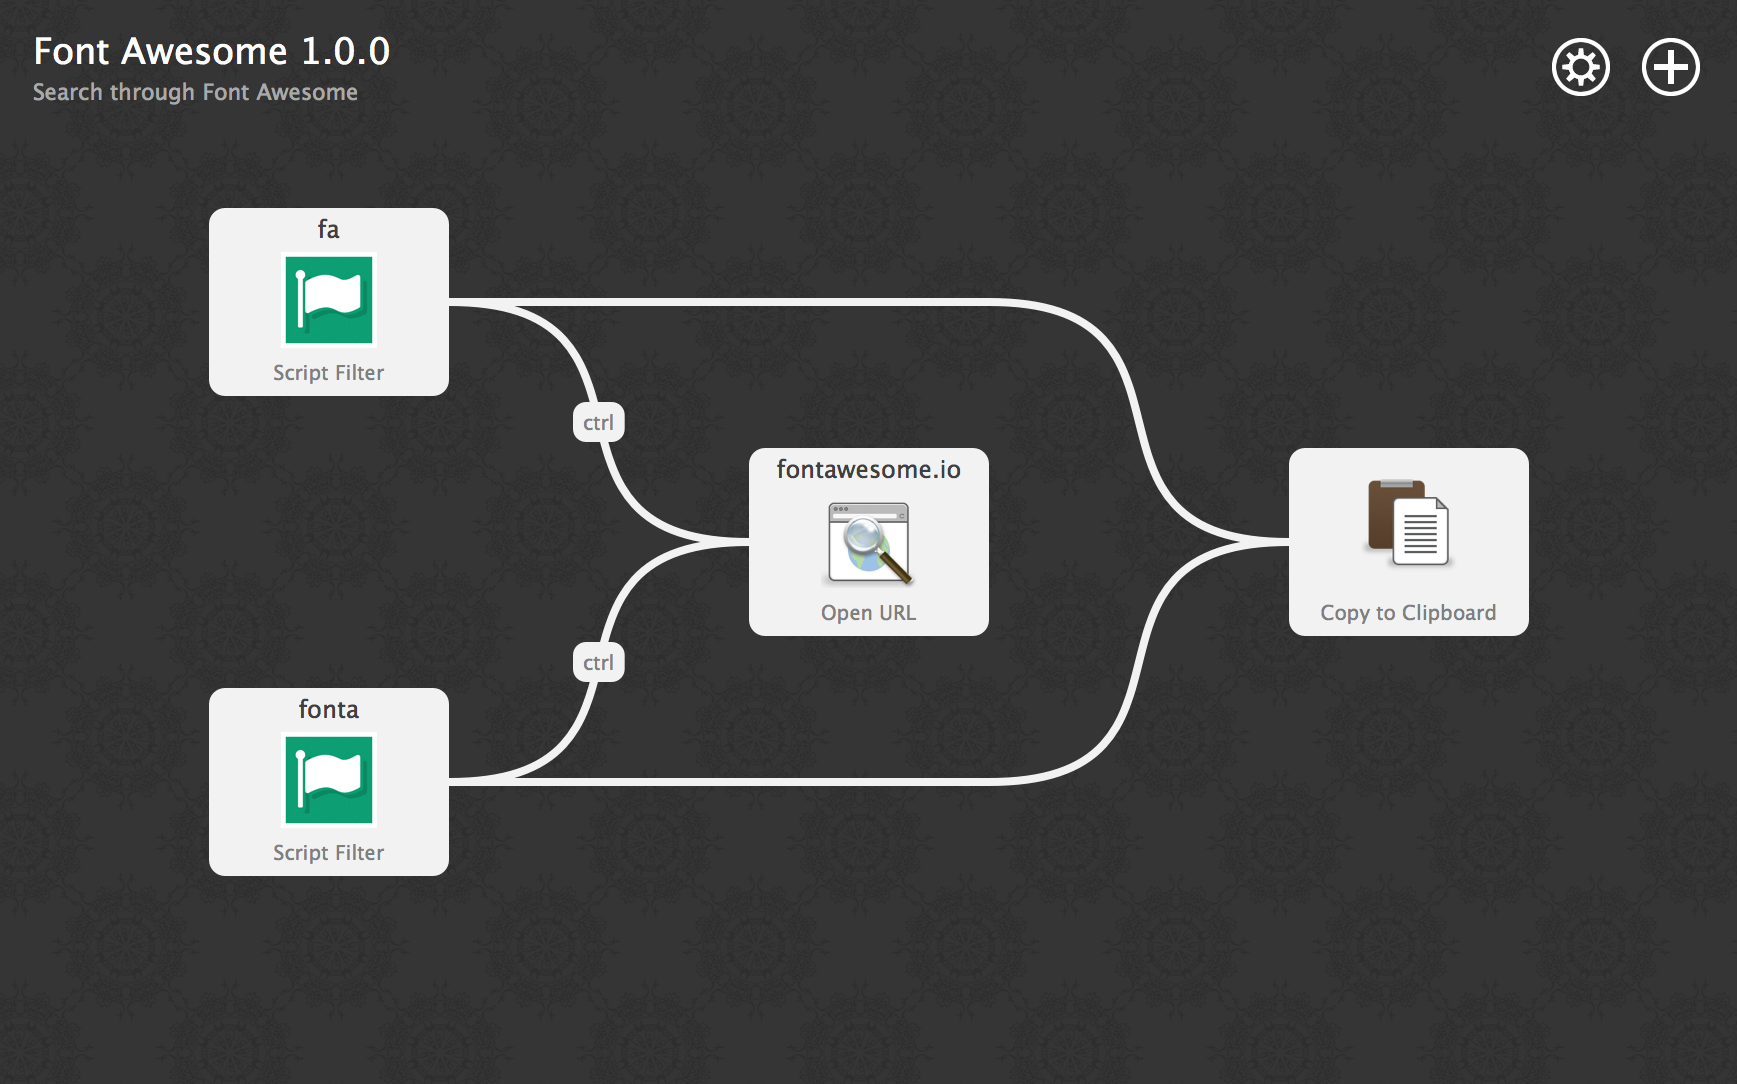 Font Awesome 1.0.0
Search through Font Awesome
fa
Script Filter
ctrl
fontawesome.io
Open URL
Copy to Clipboard
ctrl
fonta
Script Filter